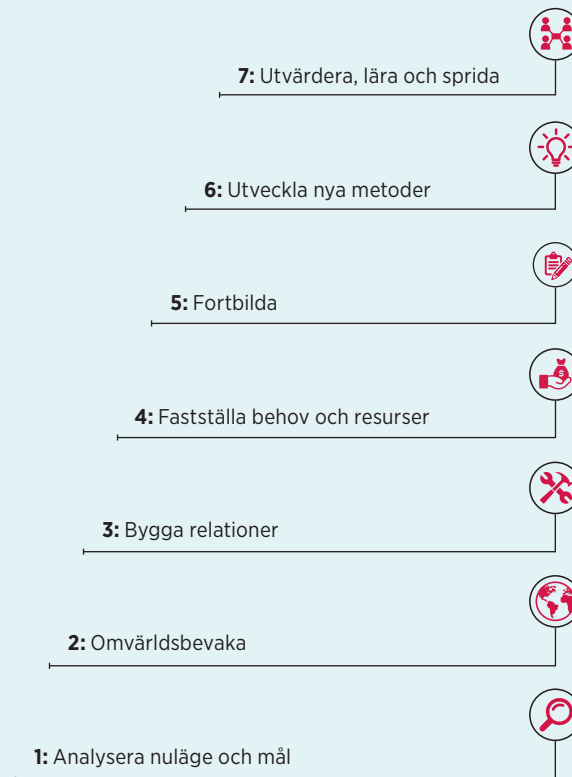 7: Utvärdera, lära och sprida
6: Utveckla nya metoder
5: Fortbilda
4: Fastställa behov och resurser
3: Bygga relationer
2: Omvärldsbevaka
1: Analysera nuläge och mål